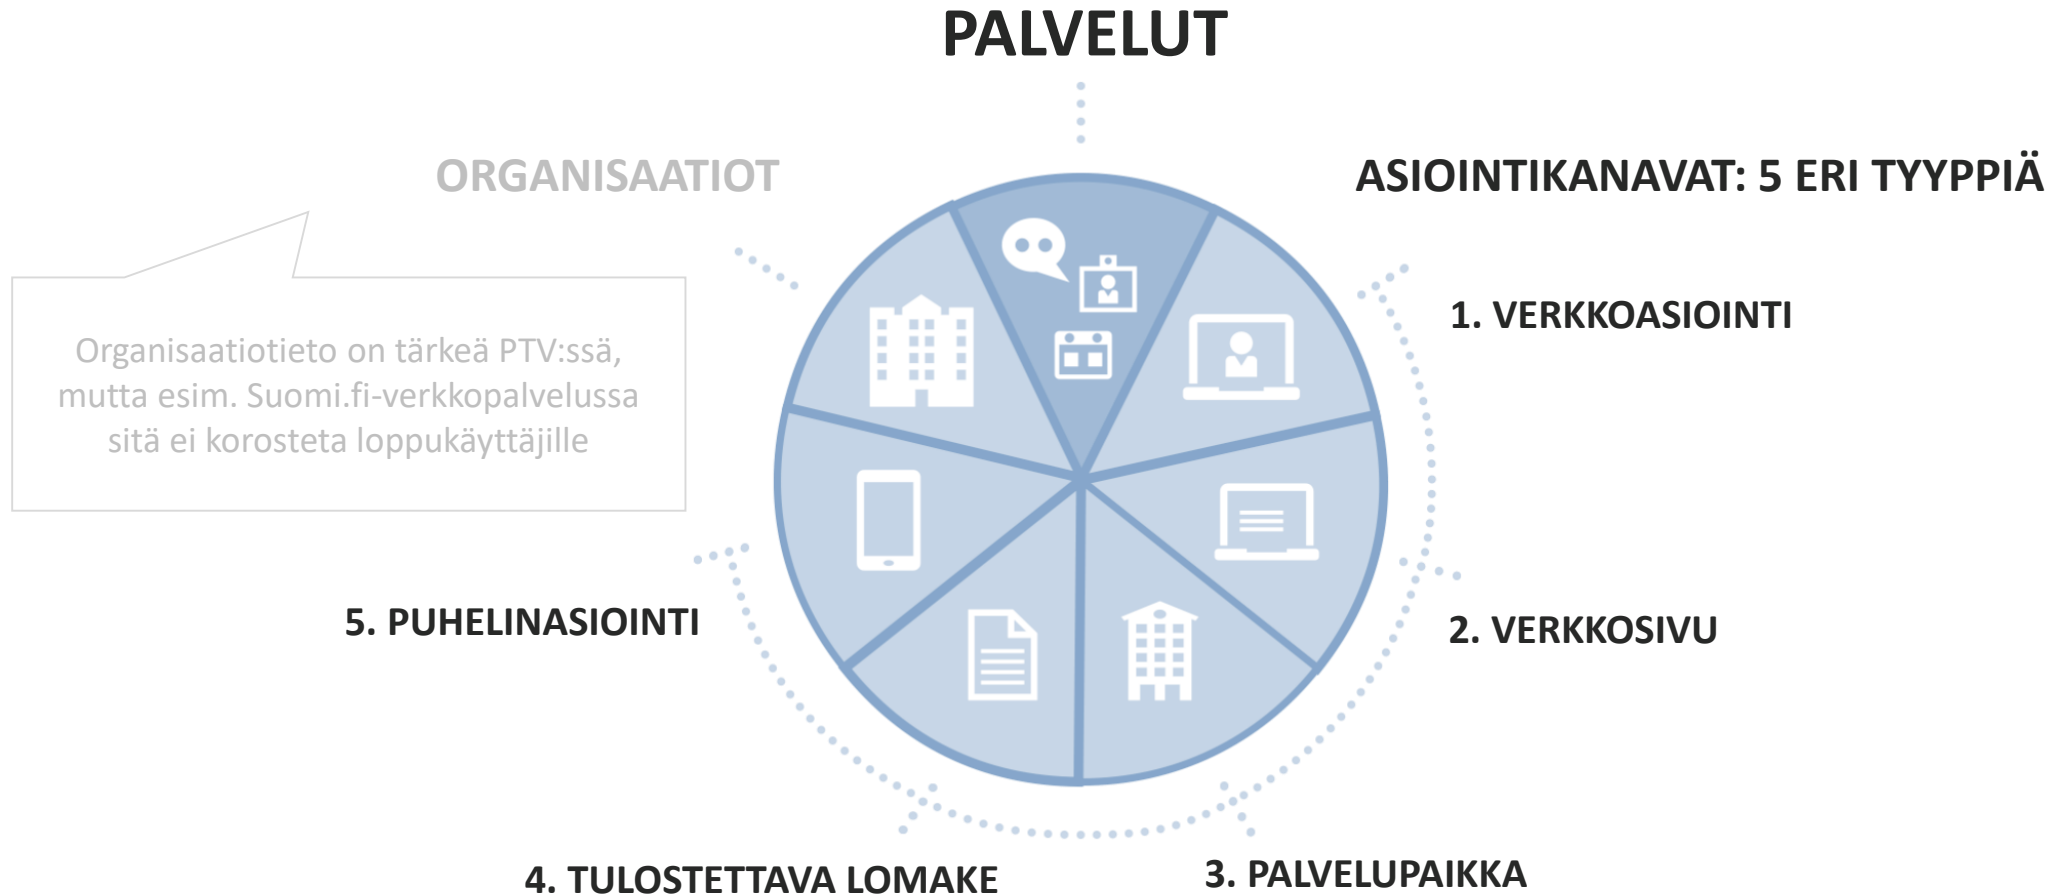 PALVELUT
ORGANISAATIOT
ASIOINTIKANAVAT: 5 ERI TYYPPIÄ
Organisaatiotieto on tärkeä PTV:ssä,
mutta esim. Suomi.fi-verkkopalvelussa
sitä ei korosteta loppukäyttäjille
1. VERKKOASIOINTI
2. VERKKOSIVU
3. PALVELUPAIKKA
4. TULOSTETTAVA LOMAKE
5. PUHELINASIOINTI